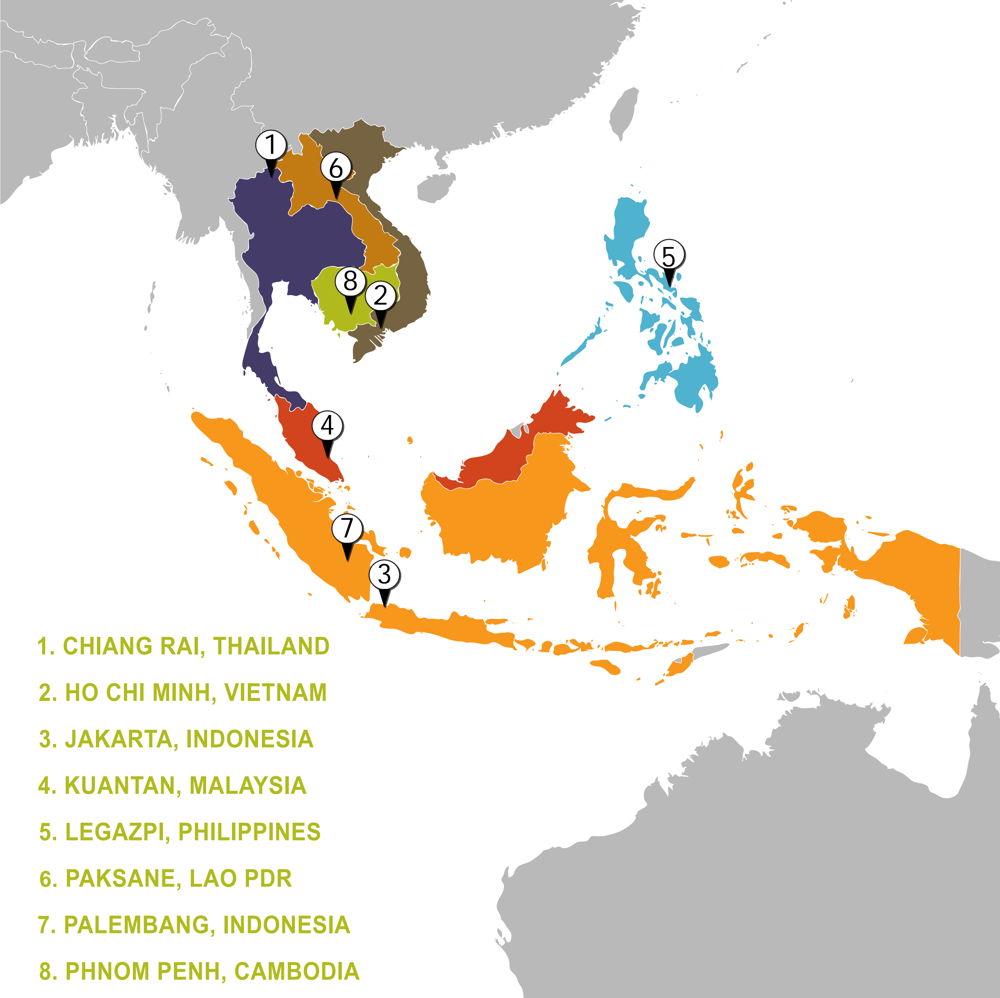 1
6
5
8
2
4
7
3
1. CHIANG RAI, THAILAND
2. HO CHI MINH, VIETNAM
3. JAKARTA, INDONESIA
4. KUANTAN, MALAYSIA
5. LEGAZPI, PHILIPPINES
6. PAKSANE, LAO PDR
7. PALEMBANG, INDONESIA
8. PHNOM PENH, CAMBODIA